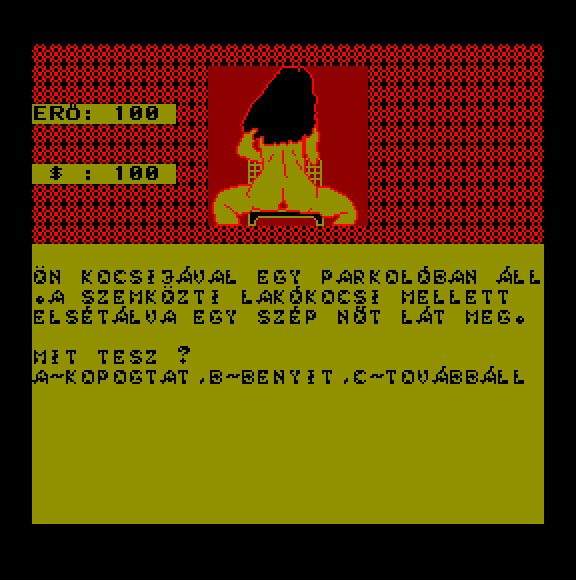 ERŐ: 100
$ : 100
ÖN KOCSIJÁVAL EGY PARKOLÓBAN ÁLL
.A SZEMKÖZTI LAKÓKOCSI MELLETT
ELSÉTÁLVA EGY SZÉP NŐT LÁT MEG.
MIT TESZ ?
A~KOPOGTAT,B~BENYIT,C~TOVÁBBÁLL